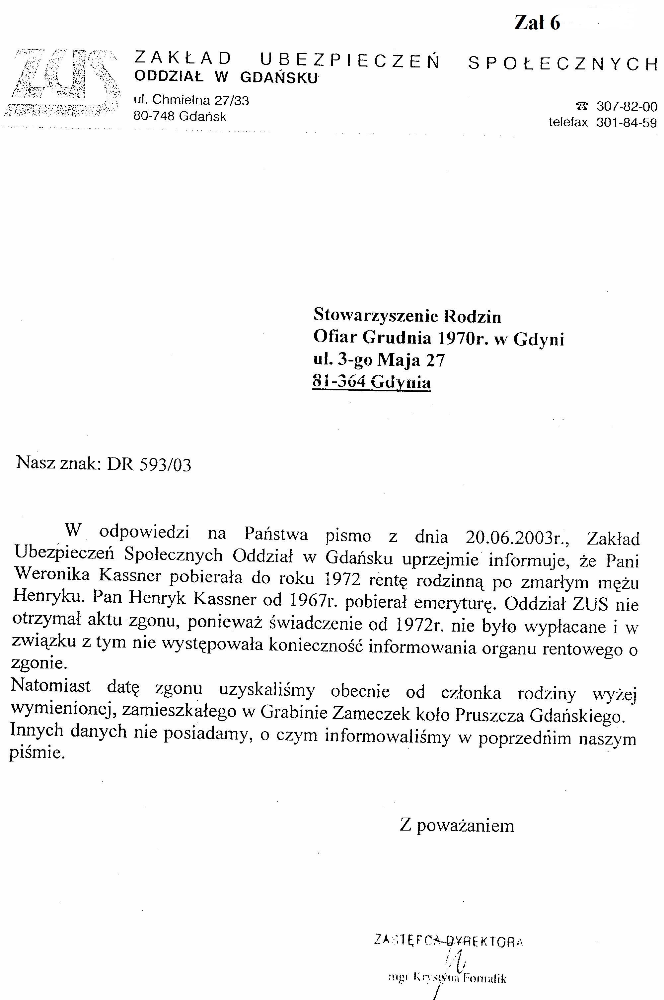 Zał 6
ZUS
ZAKŁAD UBEZPIECZEŃ SPOŁECZNYCH
ODDZIAŁ W GDAŃSKU
ul. Chmielna 27/33
80-748 Gdańsk
☎ 307-82-00
telefax 301-84-59
Stowarzyszenie Rodzin
Ofiar Grudnia 1970r. w Gdyni
ul. 3-go Maja 27
81-364 Gdynia
Nasz znak: DR 593/03
W odpowiedzi na Państwa pismo z dnia 20.06.2003r., Zakład
Ubezpieczeń Społecznych Oddział w Gdańsku uprzejmie informuje, że Pani
Weronika Kassner pobierała do roku 1972 rentę rodzinną po zmarłym mężu
Henryku. Pan Henryk Kassner od 1967r. pobierał emeryturę. Oddział ZUS nie
otrzymał aktu zgonu, ponieważ świadczenie od 1972r. nie było wypłacane i w
związku z tym nie występowała konieczność informowania organu rentowego o
zgonie.
Natomiast datę zgonu uzyskaliśmy obecnie od członka rodziny wyżej
wymienionej, zamieszkałego w Grabinie Zameczek koło Pruszcza Gdańskiego.
Innych danych nie posiadamy, o czym informowaliśmy w poprzednim naszym
piśmie.
Z poważaniem
ZASTĘPCA DYREKTORA
mgr Krystyna Fornalik